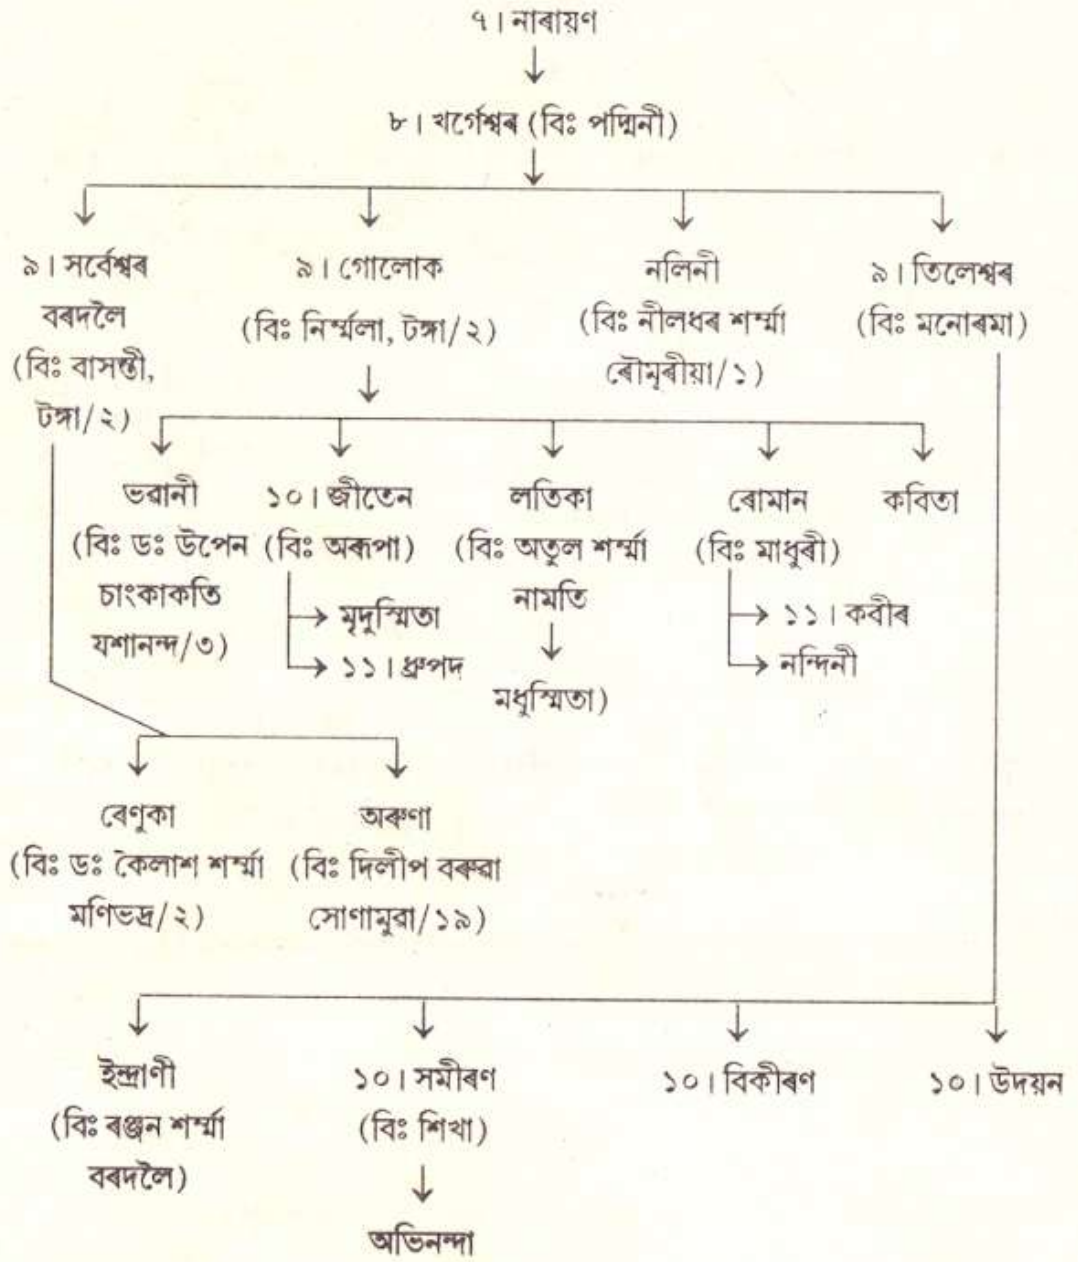 ৭। নাৰায়ণ
৮। খৰ্গেশ্বৰ (বিঃ পদ্মিনী)
৯। সৰ্বেশ্বৰ
বৰদলৈ
(বিঃ বাসন্তী,
টঙ্গা/২)
৯। গোলোক
(বিঃ নিৰ্ম্মলা, টঙ্গা/২)
নলিনী
(বিঃ নীলধৰ শৰ্ম্মা
ৰৌমৰীয়া/১)
৯। তিলেশ্বৰ
(বিঃ মনোৰমা)
ভৱানী
(বিঃ ডঃ উপেন
চাংকাকতি
যশানন্দ/৩)
১০। জীতেন
(বিঃ অৰূপা)
মৃদুস্মিতা
১১। ধ্ৰুপদ
লতিকা
(বিঃ অতুল শৰ্ম্মা
নামতি
মধুস্মিতা)
ৰোমান
(বিঃ মাধুৰী)
১১। কবীৰ
নন্দিনী
কবিতা
ৰেণুকা
(বিঃ ডঃ কৈলাশ শৰ্ম্মা
মণিভদ্ৰ/২)
অৰুণা
(বিঃ দিলীপ বৰুৱা
সোণামুৱা/১৯)
ইন্দ্ৰাণী
(বিঃ ৰঞ্জন শৰ্ম্মা
বৰদলৈ)
১০। সমীৰণ
(বিঃ শিখা)
অভিনন্দা
১০। বিকীৰণ
১০। উদয়ন